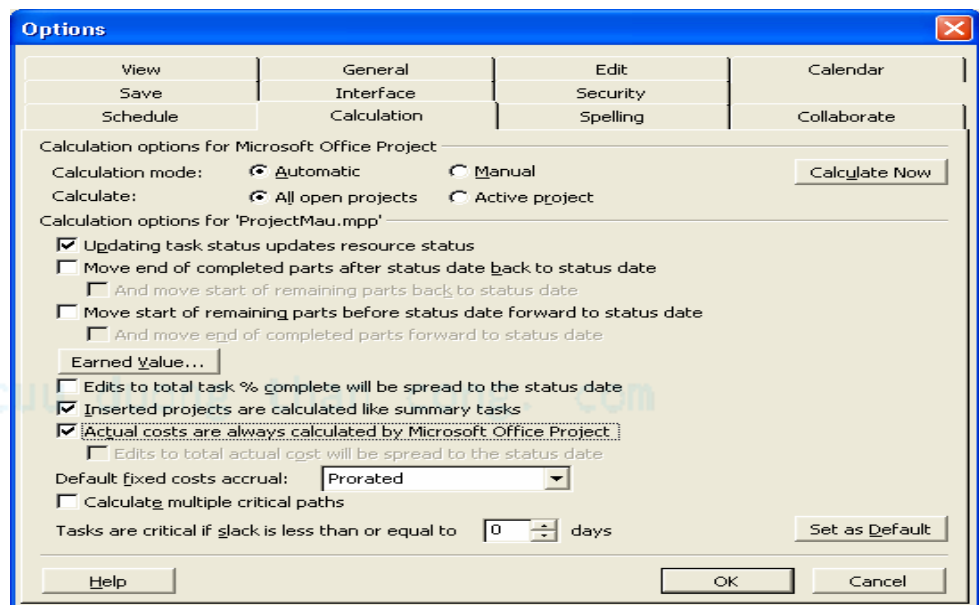 Options
View General Edit Calendar
Save Interface Security
Schedule Calculation Spelling Collaborate
Calculation options for Microsoft Office Project
Calculation mode: Automatic Manual Calculate Now
Calculate: All open projects Active project
Calculation options for 'ProjectMau.mpp'
Updating task status updates resource status
Move end of completed parts after status date back to status date
And move start of remaining parts back to status date
Move start of remaining parts before status date forward to status date
And move end of completed parts forward to status date
Earned Value...
Edits to total task % complete will be spread to the status date
cuu duong than cong. com
Inserted projects are calculated like summary tasks
Actual costs are always calculated by Microsoft Office Project
Edits to total actual cost will be spread to the status date
Default fixed costs accrual: Prorated
Calculate multiple critical paths
Tasks are critical if slack is less than or equal to 0 days Set as Default
Help OK Cancel